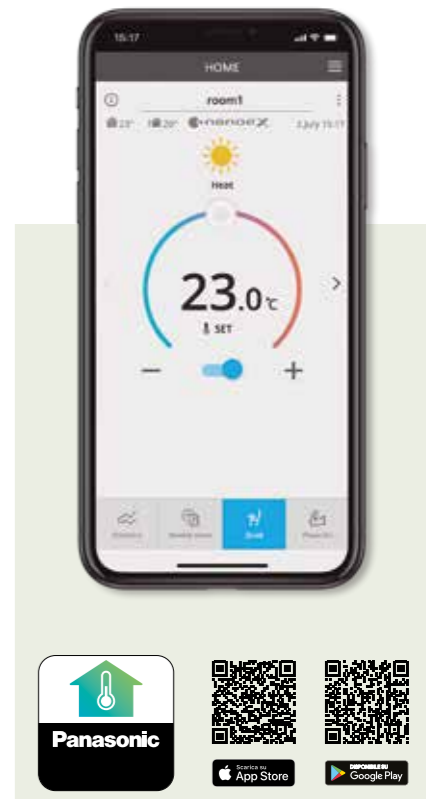 15:17
HOME
room1
23° 20° nanoeX 2 July 15:17
Heat
23.0℃
SET
Panasonic
Scarica su
App Store
DISPONIBILE SU
Google Play